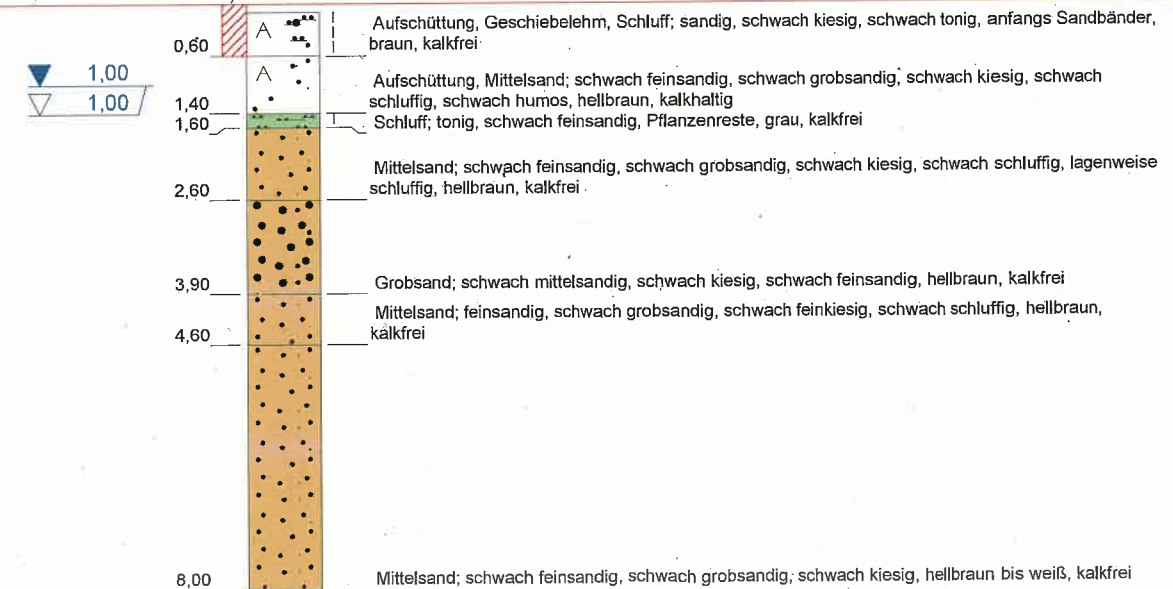 Aufschüttung, Geschiebelehm, Schluff; sandig, schwach kiesig, schwach tonig, anfangs Sandbänder,
braun, kalkfrei
A
0,60
1,00
1,00
A
Aufschüttung, Mittelsand; schwach feinsandig, schwach grobsandig, schwach kiesig, schwach
schluffig, schwach humos, hellbraun, kalkhaltig
1,40
Schluff; tonig, schwach feinsandig, Pflanzenreste, grau, kalkfrei
1,60
Mittelsand; schwach feinsandig, schwach grobsandig, schwach kiesig, schwach schluffig, lagenweise
schluffig, hellbraun, kalkfrei
2,60
Grobsand; schwach mittelsandig, schwach kiesig, schwach feinsandig, hellbraun, kalkfrei
3,90
Mittelsand; feinsandig, schwach grobsandig, schwach feinkiesig, schwach schluffig, hellbraun,
kalkfrei
4,60
Mittelsand; schwach feinsandig, schwach grobsandig, schwach kiesig, hellbraun bis weiß, kalkfrei
8,00